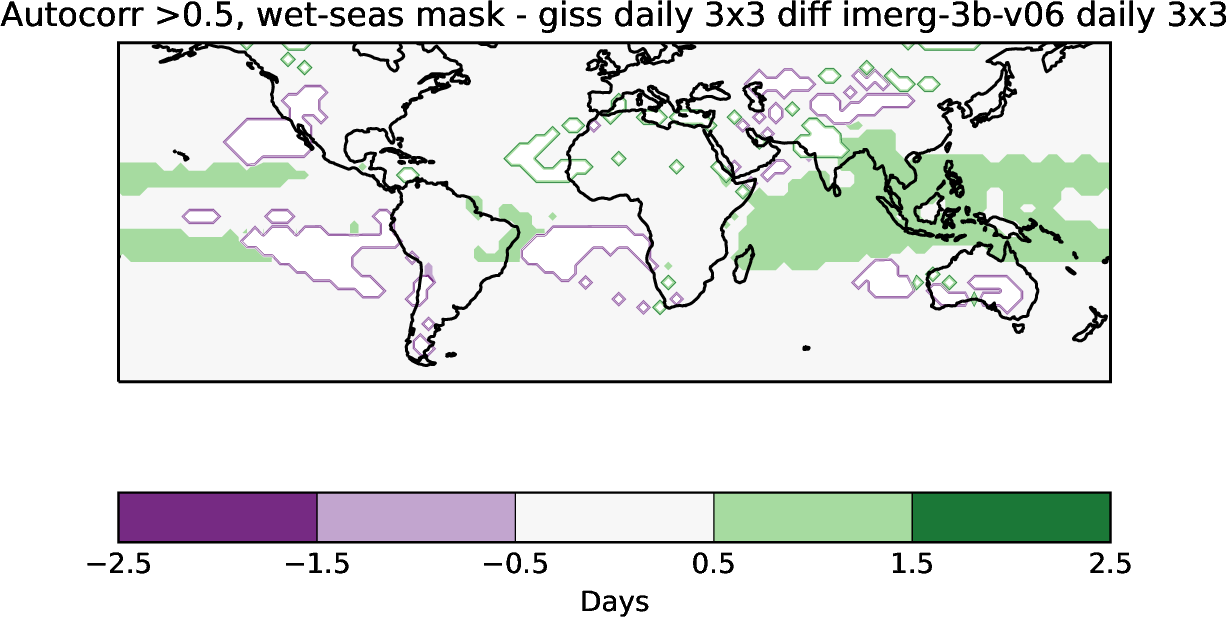 Autocorr >0.5, wet-seas mask - giss daily 3x3 diff imerg-3b-v06 daily 3x3
−2.5 −1.5 −0.5 0.5 1.5 2.5
Days